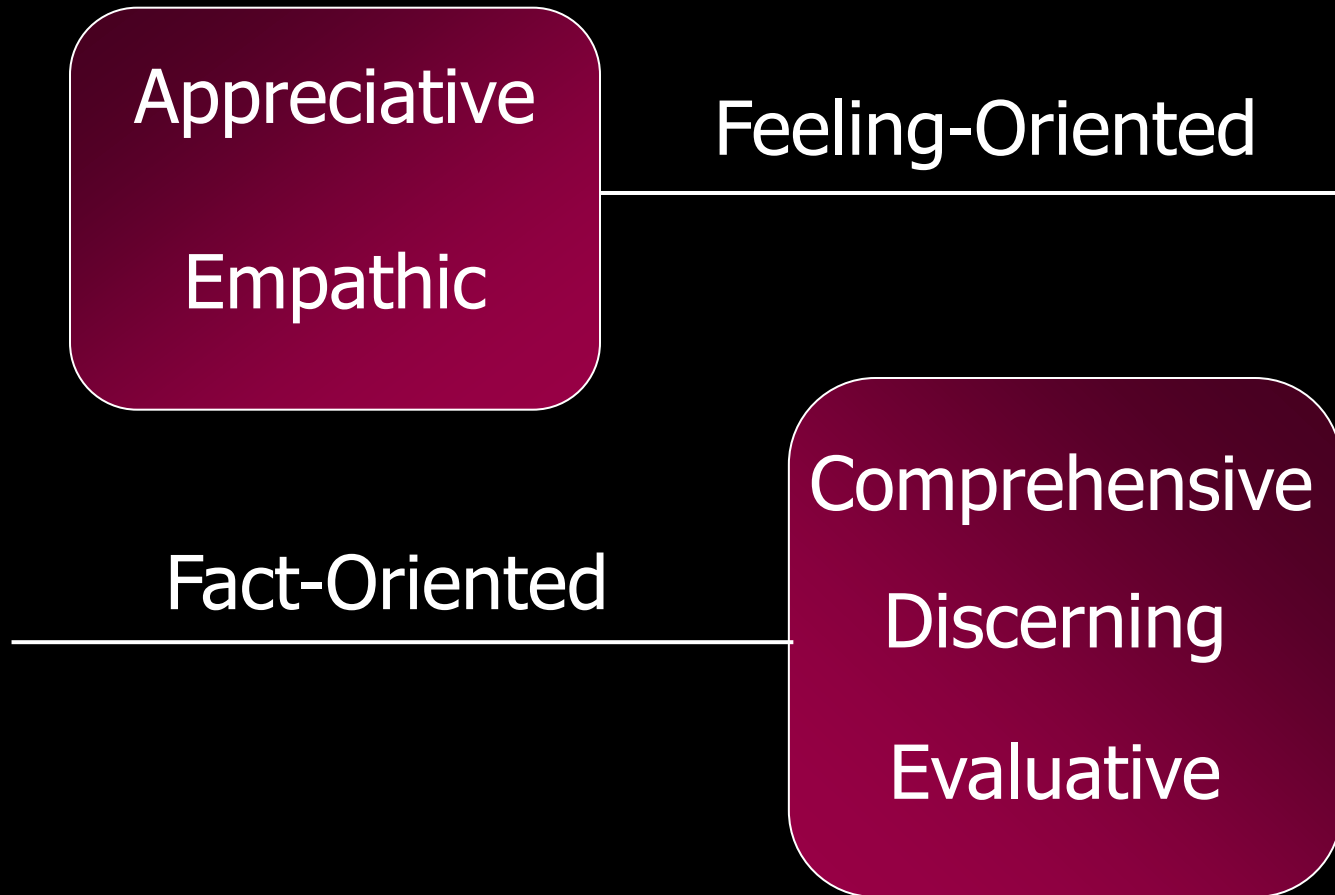 Appreciative
Empathic
Feeling-Oriented
Fact-Oriented
Comprehensive
Discerning
Evaluative